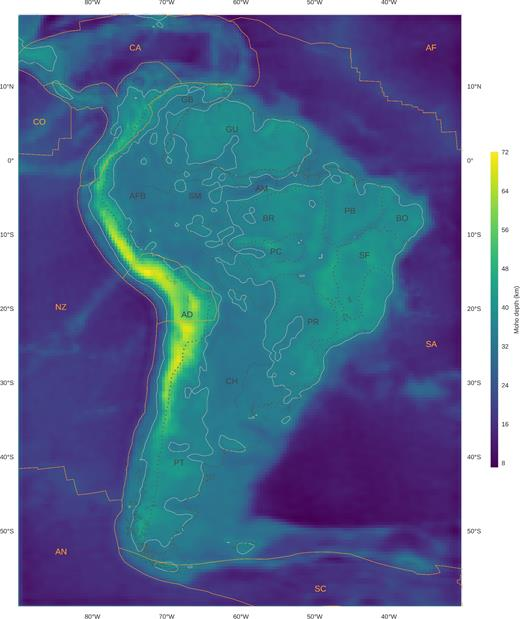 80°W 70°W 60°W 50°W 40°W
CA AF
10°N 10°N
GB
CO GU
0° 0°
AM
AFB SM
PB
BR BO
10°S 10°S
PC SF
NZ AD 20°S 20°S
PR
SA
30°S CH 30°S
40°S PT 40°S
50°S 50°S
AN
SC
80°W 70°W 60°W 50°W 40°W
72
64
56
48
40
32
24
16
8
Moho depth (km)